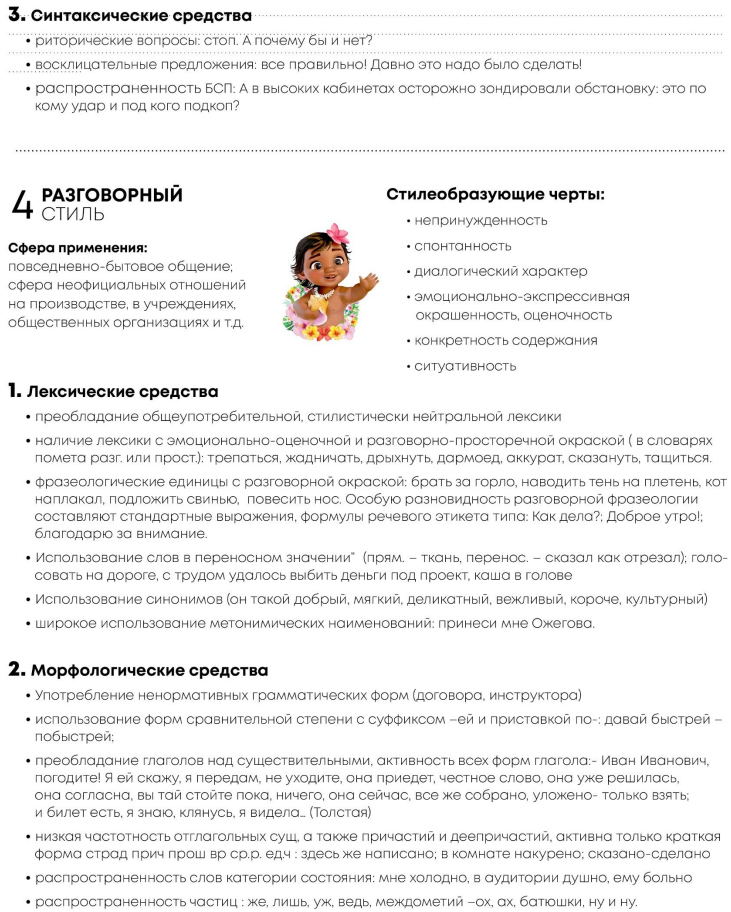 3. Синтаксические средства
• риторические вопросы: стоп. А почему бы и нет?
• восклицательные предложения: все правильно! Давно это надо было сделать!
• распространенность БСП: А в высоких кабинетах осторожно зондировали обстановку: это по
кому удар и под кого подкоп?
4 РАЗГОВОРНЫЙ
СТИЛЬ
Сфера применения:
повседневно-бытовое общение;
сфера неофициальных отношений
на производстве, в учреждениях,
общественных организациях и т.д.
Стилеобразующие черты:
• непринужденность
• спонтанность
• диалогический характер
• эмоционально-экспрессивная
окрашенность, оценочность
• конкретность содержания
• ситуативность
1. Лексические средства
• преобладание общеупотребительной, стилистически нейтральной лексики
• наличие лексики с эмоционально-оценочной и разговорно-просторечной окраской ( в словарях
помета разг. или прост.): трепаться, жадничать, дрыхнуть, дармоед, аккурат, сказануть, тащиться.
• фразеологические единицы с разговорной окраской: брать за горло, наводить тень на плетень, кот
наплакал, подложить свинью, повесить нос. Особую разновидность разговорной фразеологии
составляют стандартные выражения, формулы речевого этикета типа: Как дела?; Доброе утро!;
благодарю за внимание.
• Использование слов в переносном значении" (прям. – ткань, перенос. – сказал как отрезал); голо-
совать на дороге, с трудом удалось выбить деньги под проект, каша в голове
• Использование синонимов (он такой добрый, мягкий, деликатный, вежливый, короче, культурный)
• широкое использование метонимических наименований: принеси мне Ожегова.
2. Морфологические средства
• Употребление ненормативных грамматических форм (договора, инструктора)
• использование форм сравнительной степени с суффиксом –ей и приставкой по-: давай быстрей –
побыстрей;
• преобладание глаголов над существительными, активность всех форм глагола:- Иван Иванович,
погодите! Я ей скажу, я передам, не уходите, она приедет, честное слово, она уже решилась,
она согласна, вы тай стойте пока, ничего, она сейчас, все же собрано, уложено- только взять;
и билет есть, я знаю, клянусь, я видела… (Толстая)
• низкая частотность отглагольных сущ, а также причастий и деепричастий, активна только краткая
форма страд прич прош вр ср.р. ед.ч : здесь же написано; в комнате накурено; сказано-сделано
• распространенность слов категории состояния: мне холодно, в аудитории душно, ему больно
• распространенность частиц : же, лишь, уж, ведь, междометий –ох, ах, батюшки, ну и ну.